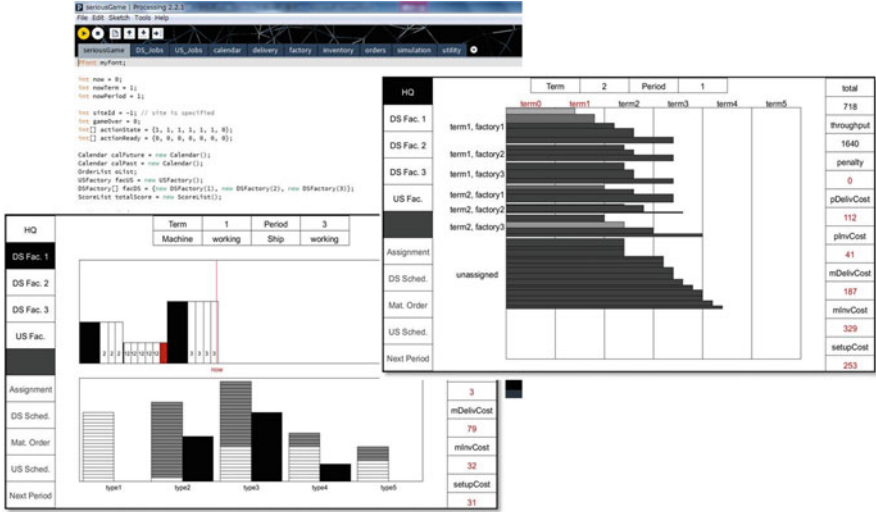 seriousGame | Processing 2.2.1
File Edit Sketch Tools Help
seriousGame DS_Jobs US_Jobs calendar delivery factory inventory orders simulation utility
PFont myFont;
int now = 0;
int nowTerm = 1;
int nowPeriod = 1;
int siteId = -1; // site is specified
int gameOver = 0;
int[] actionState = {1, 1, 1, 1, 1, 1, 0};
int[] actionReady = {0, 0, 0, 0, 0, 0, 0};
Calendar calFuture = new Calendar();
Calendar calPast = new Calendar();
OrderList oList;
USFactory facUS = new USFactory();
DSFactory[] facDS = {new DSFactory(1), new DSFactory(2), new DSFactory(3)};
ScoreList totalScore = new ScoreList();
HQ
DS Fac. 1
DS Fac. 2
DS Fac. 3
US Fac.
Assignment
DS Sched.
Mat. Order
US Sched.
Next Period
Term 2 Period 1
term0 term1 term2 term3 term4 term5
term1, factory1
term1, factory2
term1, factory3
term2, factory1
term2, factory2
term2, factory3
unassigned
total
718
throughput
1640
penalty
0
pDelivCost
112
pInvCost
41
mDelivCost
187
mInvCost
329
setupCost
253
HQ
DS Fac. 1
DS Fac. 2
DS Fac. 3
US Fac.
Assignment
DS Sched.
Mat. Order
US Sched.
Next Period
Term 1 Period 3
Machine working Ship working
2 2 2 12 12 12 12 12 3 3 3 3
now
type1 type2 type3 type4 type5
3
mDelivCost
79
mInvCost
32
setupCost
31